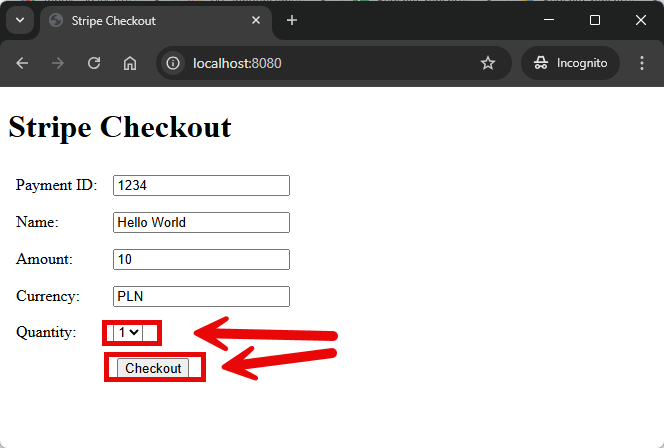 Stripe Checkout
localhost:8080
Incognito
Stripe Checkout
Payment ID: 1234
Name: Hello World
Amount: 10
Currency: PLN
Quantity: 1
Checkout